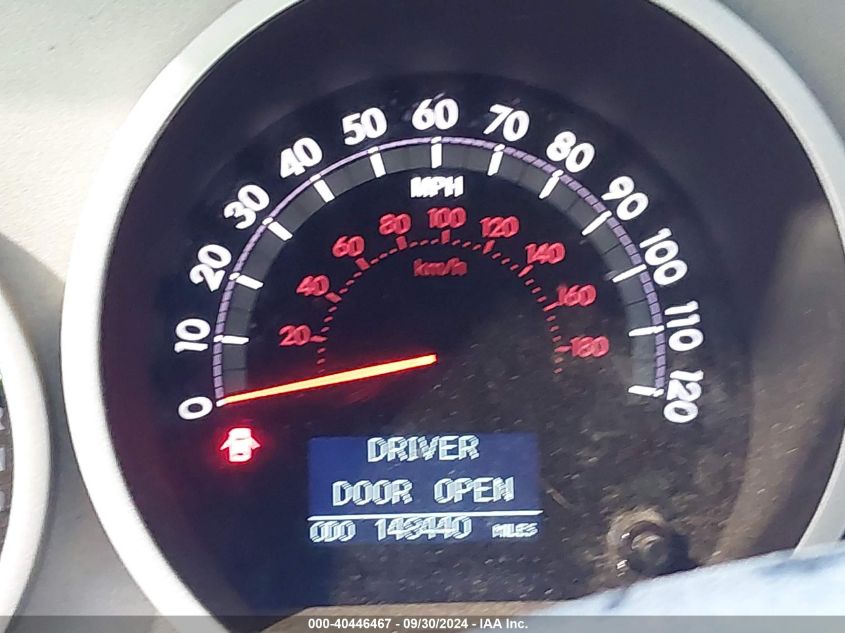 0 10 20 30 40 50 60 70 80 90 100 110 120
MPH
20 40 60 80 100 120 140 160 180
km/h
DRIVER
DOOR OPEN
ODO 148440 MILES
000-40446467 - 09/30/2024 - IAA Inc.